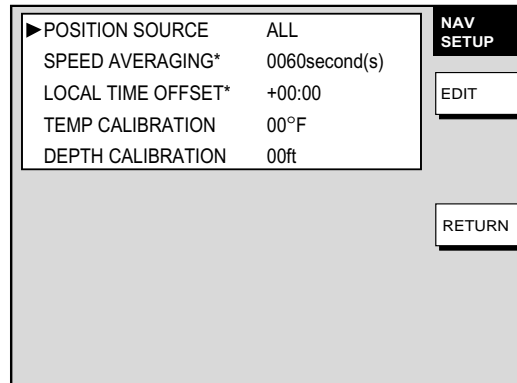 ▶POSITION SOURCE ALL
SPEED AVERAGING* 0060second(s)
LOCAL TIME OFFSET* +00:00
TEMP CALIBRATION 00°F
DEPTH CALIBRATION 00ft
NAV
SETUP
EDIT
RETURN